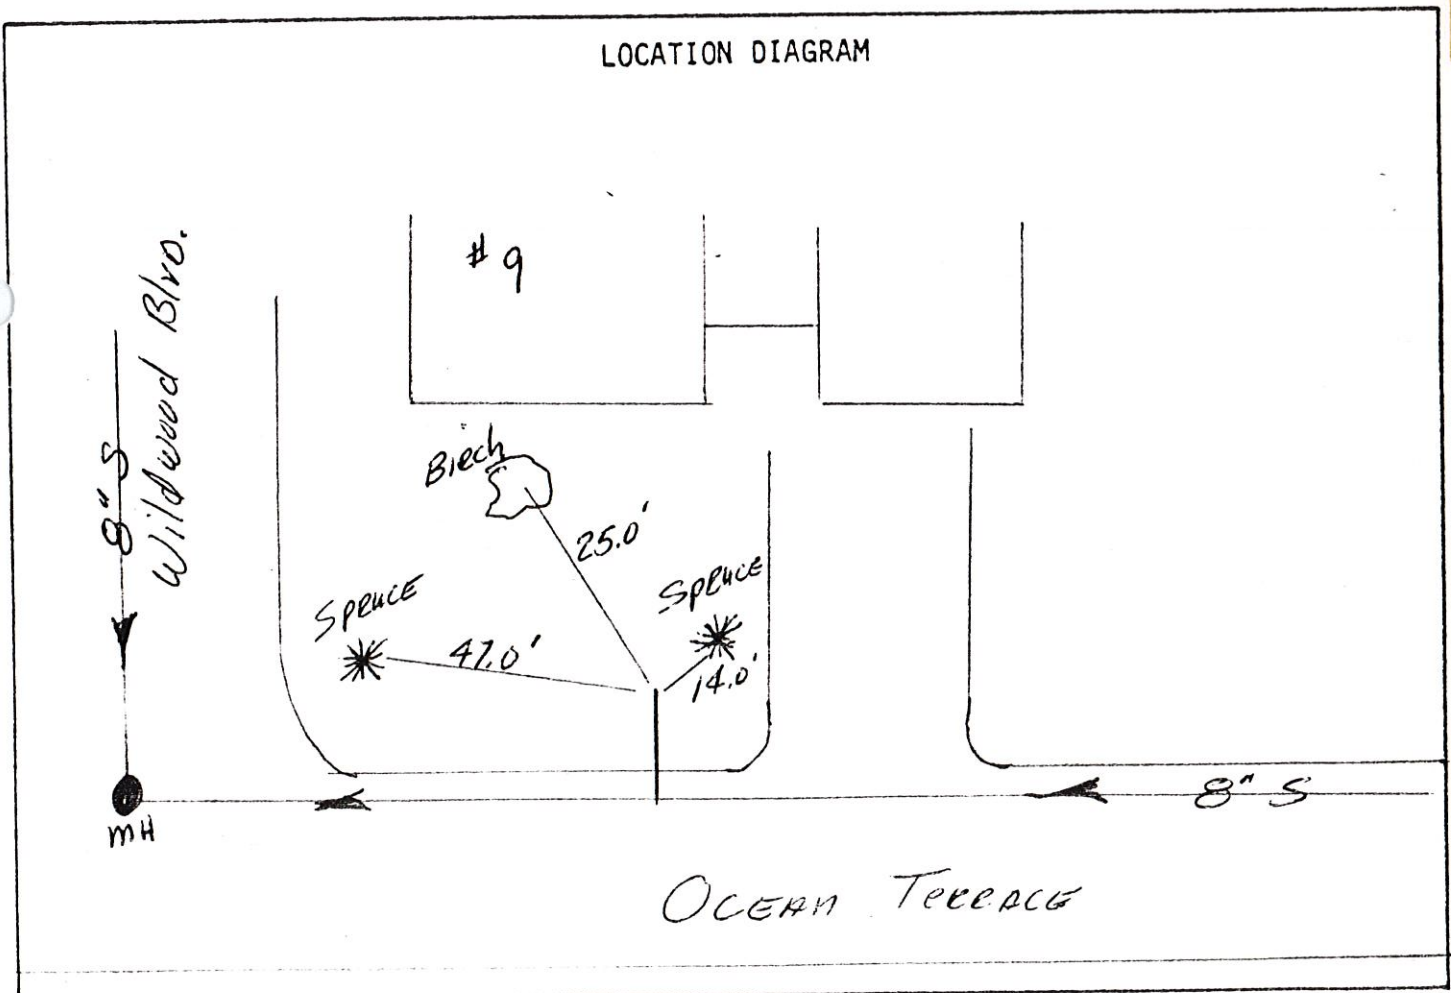 LOCATION DIAGRAM
# 9
Wildwood Blvd.
8" S
Birch
25.0'
Spruce
Spruce
47.0'
14.0'
8" S
MH
OCEAN TERRACE